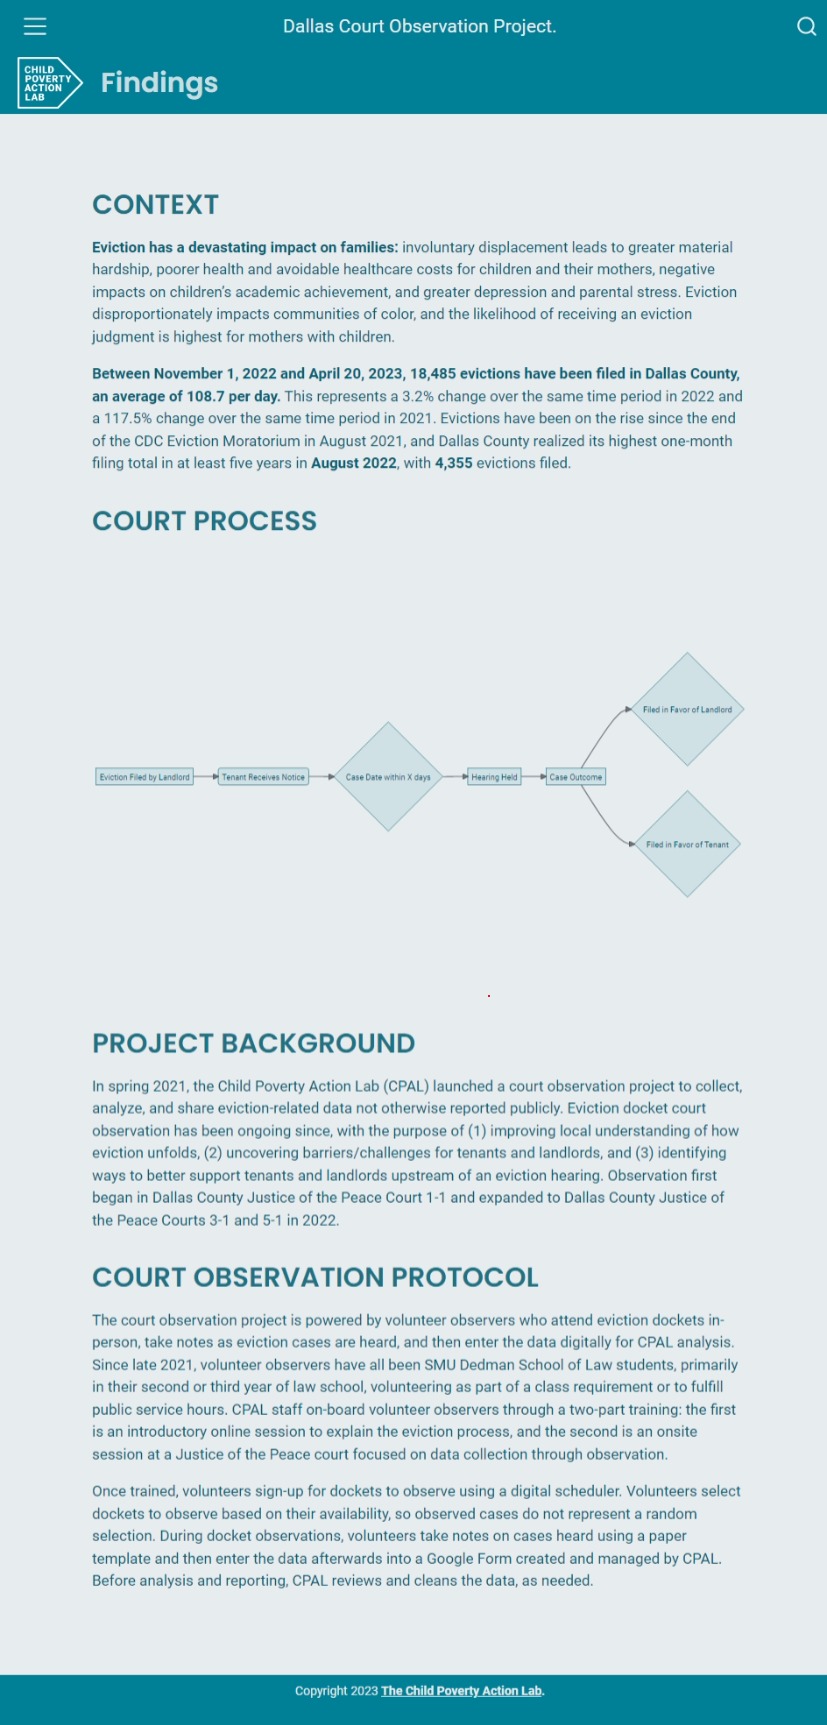 Dallas Court Observation Project.
CHILD
POVERTY
ACTION
LAB
Findings
CONTEXT
Eviction has a devastating impact on families: involuntary displacement leads to greater material
hardship, poorer health and avoidable healthcare costs for children and their mothers, negative
impacts on children's academic achievement, and greater depression and parental stress. Eviction
disproportionately impacts communities of color, and the likelihood of receiving an eviction
judgment is highest for mothers with children.
Between November 1, 2022 and April 20, 2023, 18,485 evictions have been filed in Dallas County,
an average of 108.7 per day. This represents a 3.2% change over the same time period in 2022 and
a 117.5% change over the same time period in 2021. Evictions have been on the rise since the end
of the CDC Eviction Moratorium in August 2021, and Dallas County realized its highest one-month
filing total in at least five years in August 2022, with 4,355 evictions filed.
COURT PROCESS
Eviction Filed by Landlord
Tenant Receives Notice
Case Date within X days
Hearing Held
Case Outcome
Filed in Favor of Landlord
Filed in Favor of Tenant
PROJECT BACKGROUND
In spring 2021, the Child Poverty Action Lab (CPAL) launched a court observation project to collect,
analyze, and share eviction-related data not otherwise reported publicly. Eviction docket court
observation has been ongoing since, with the purpose of (1) improving local understanding of how
eviction unfolds, (2) uncovering barriers/challenges for tenants and landlords, and (3) identifying
ways to better support tenants and landlords upstream of an eviction hearing. Observation first
began in Dallas County Justice of the Peace Court 1-1 and expanded to Dallas County Justice of
the Peace Courts 3-1 and 5-1 in 2022.
COURT OBSERVATION PROTOCOL
The court observation project is powered by volunteer observers who attend eviction dockets in-
person, take notes as eviction cases are heard, and then enter the data digitally for CPAL analysis.
Since late 2021, volunteer observers have all been SMU Dedman School of Law students, primarily
in their second or third year of law school, volunteering as part of a class requirement or to fulfill
public service hours. CPAL staff on-board volunteer observers through a two-part training: the first
is an introductory online session to explain the eviction process, and the second is an onsite
session at a Justice of the Peace court focused on data collection through observation.
Once trained, volunteers sign-up for dockets to observe using a digital scheduler. Volunteers select
dockets to observe based on their availability, so observed cases do not represent a random
selection. During docket observations, volunteers take notes on cases heard using a paper
template and then enter the data afterwards into a Google Form created and managed by CPAL.
Before analysis and reporting, CPAL reviews and cleans the data, as needed.
Copyright 2023 The Child Poverty Action Lab.